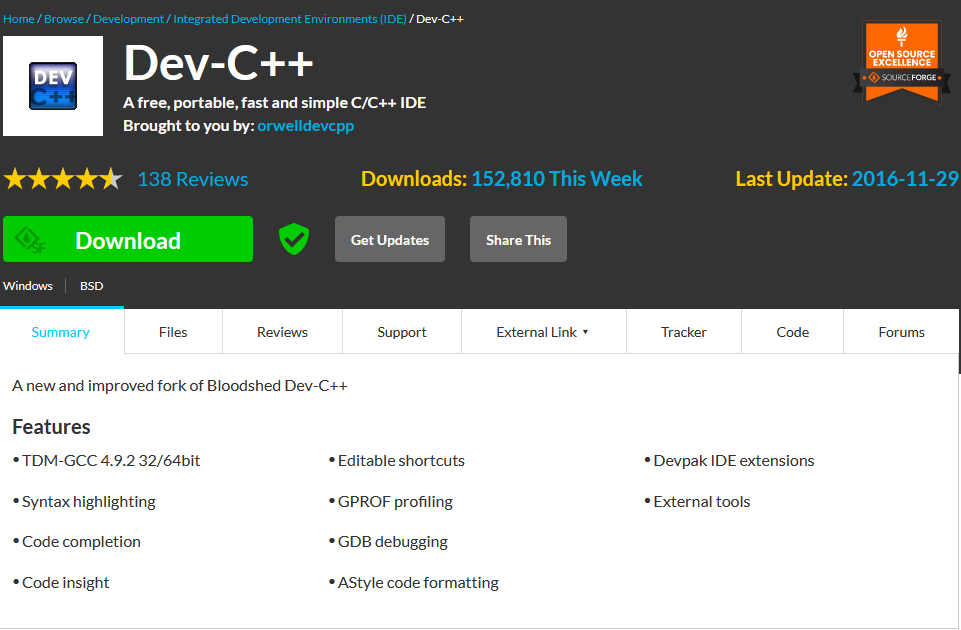 Home / Browse / Development / Integrated Development Environments (IDE) / Dev-C++
DEV
C++
Dev-C++
A free, portable, fast and simple C/C++ IDE
Brought to you by: orwelldevcpp
OPEN SOURCE
EXCELLENCE
SOURCEFORGE
138 Reviews
Downloads: 152,810 This Week
Last Update: 2016-11-29
SF
Download
Get Updates
Share This
Windows
BSD
Summary
Files
Reviews
Support
External Link
Tracker
Code
Forums
A new and improved fork of Bloodshed Dev-C++
Features
• TDM-GCC 4.9.2 32/64bit
• Editable shortcuts
• Devpak IDE extensions
• Syntax highlighting
• GPROF profiling
• External tools
• Code completion
• GDB debugging
• Code insight
• AStyle code formatting